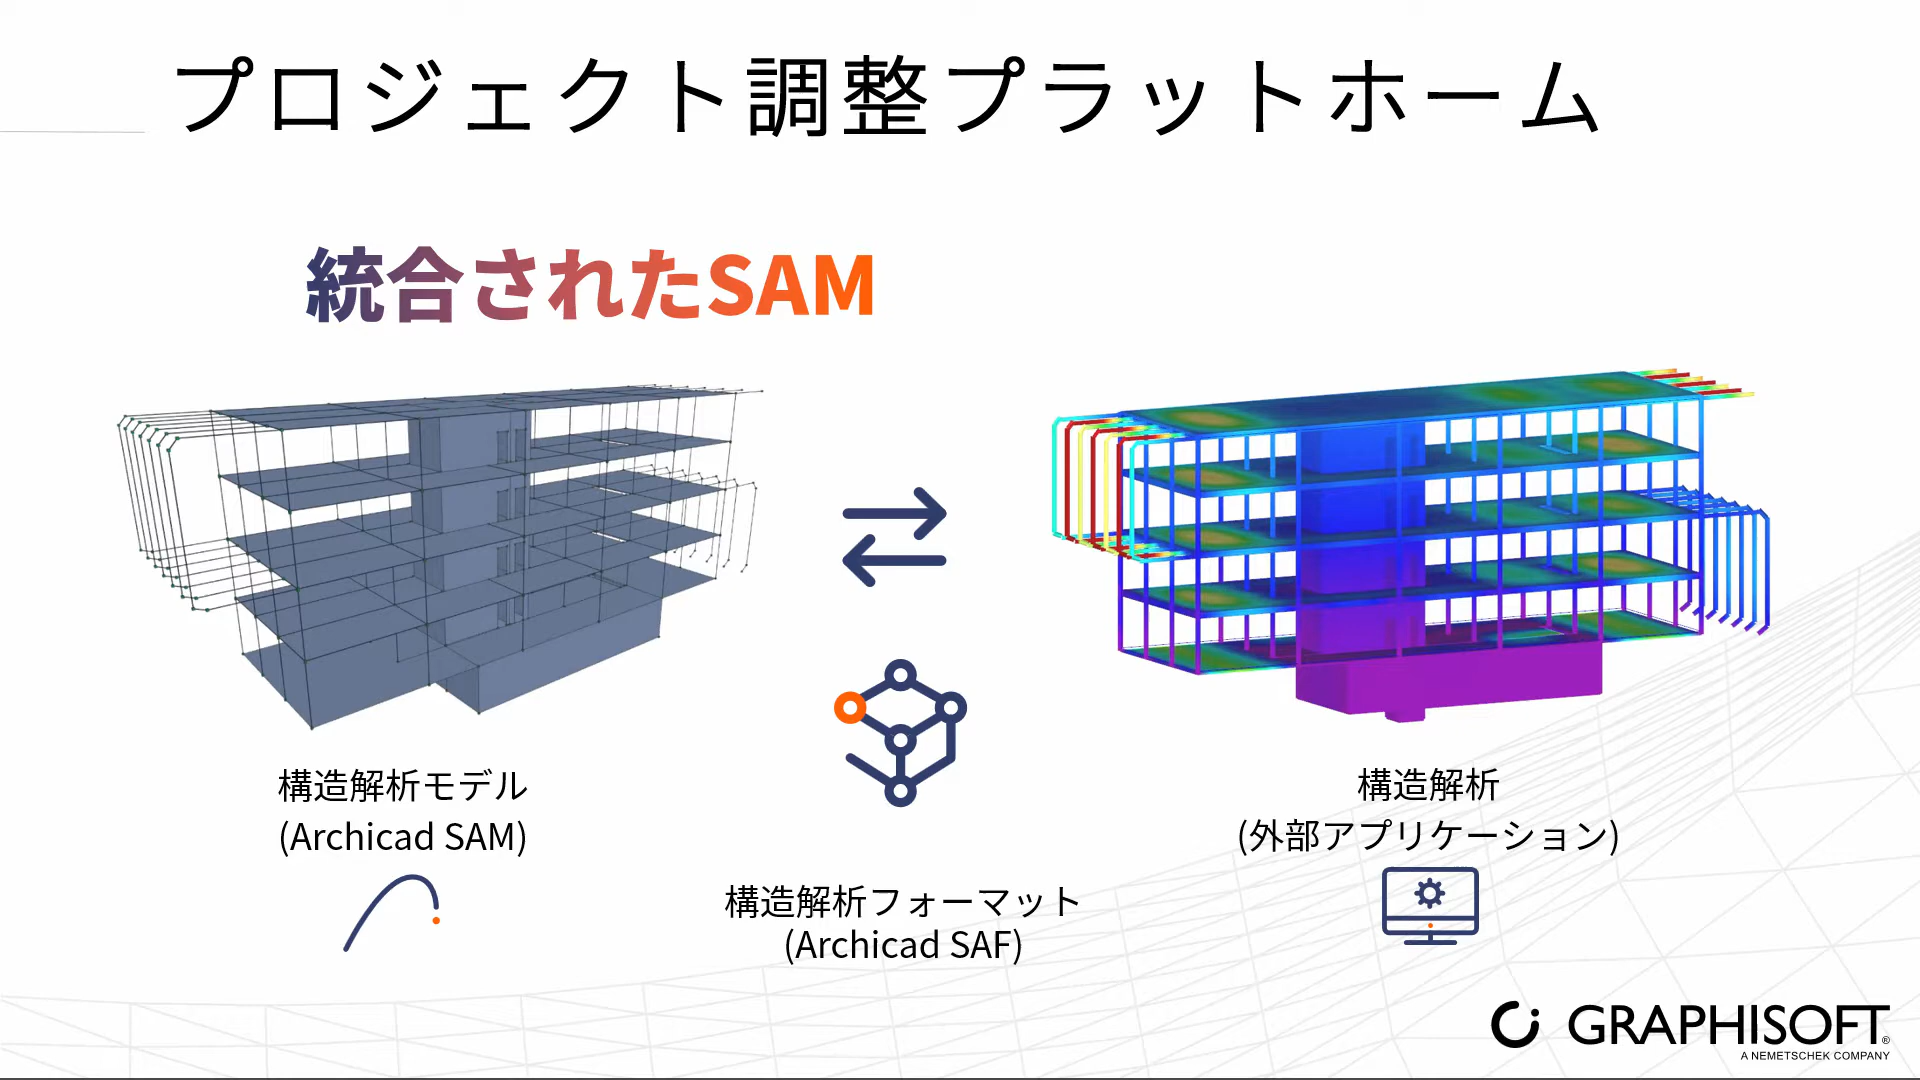 プロジェクト調整プラットホーム
統合されたSAM
構造解析モデル
(Archicad SAM)
構造解析フォーマット
(Archicad SAF)
構造解析
(外部アプリケーション)
GRAPHISOFT®
A NEMETSCHEK COMPANY